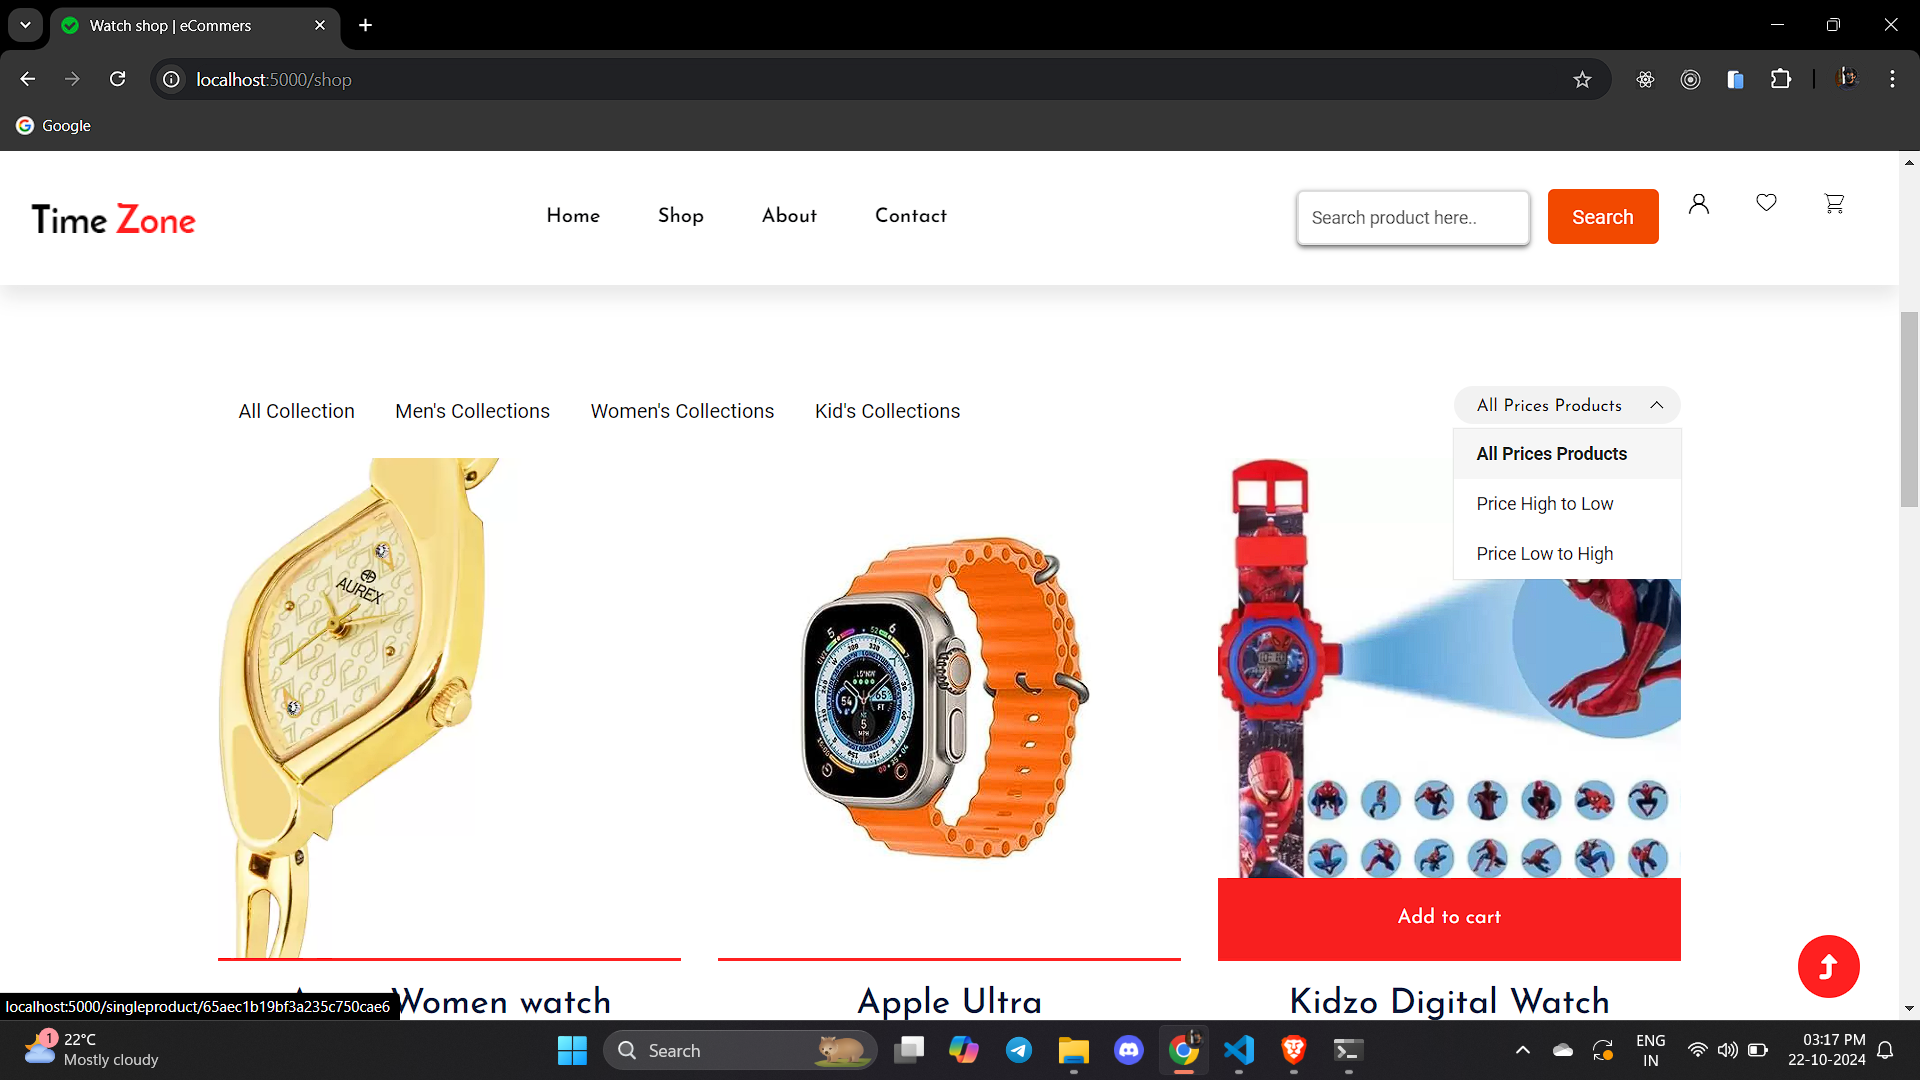 Watch shop | eCommers
localhost:5000/shop
Google
Time Zone
Home
Shop
About
Contact
Search product here..
Search
All Collection
Men's Collections
Women's Collections
Kid's Collections
All Prices Products
All Prices Products
Price High to Low
Price Low to High
AUREX
Add to cart
Women watch
Apple Ultra
Kidzo Digital Watch
localhost:5000/singleproduct/65aec1b19bf3a235c750cae6
1
22°C
Mostly cloudy
Search
ENG
IN
03:17 PM
22-10-2024